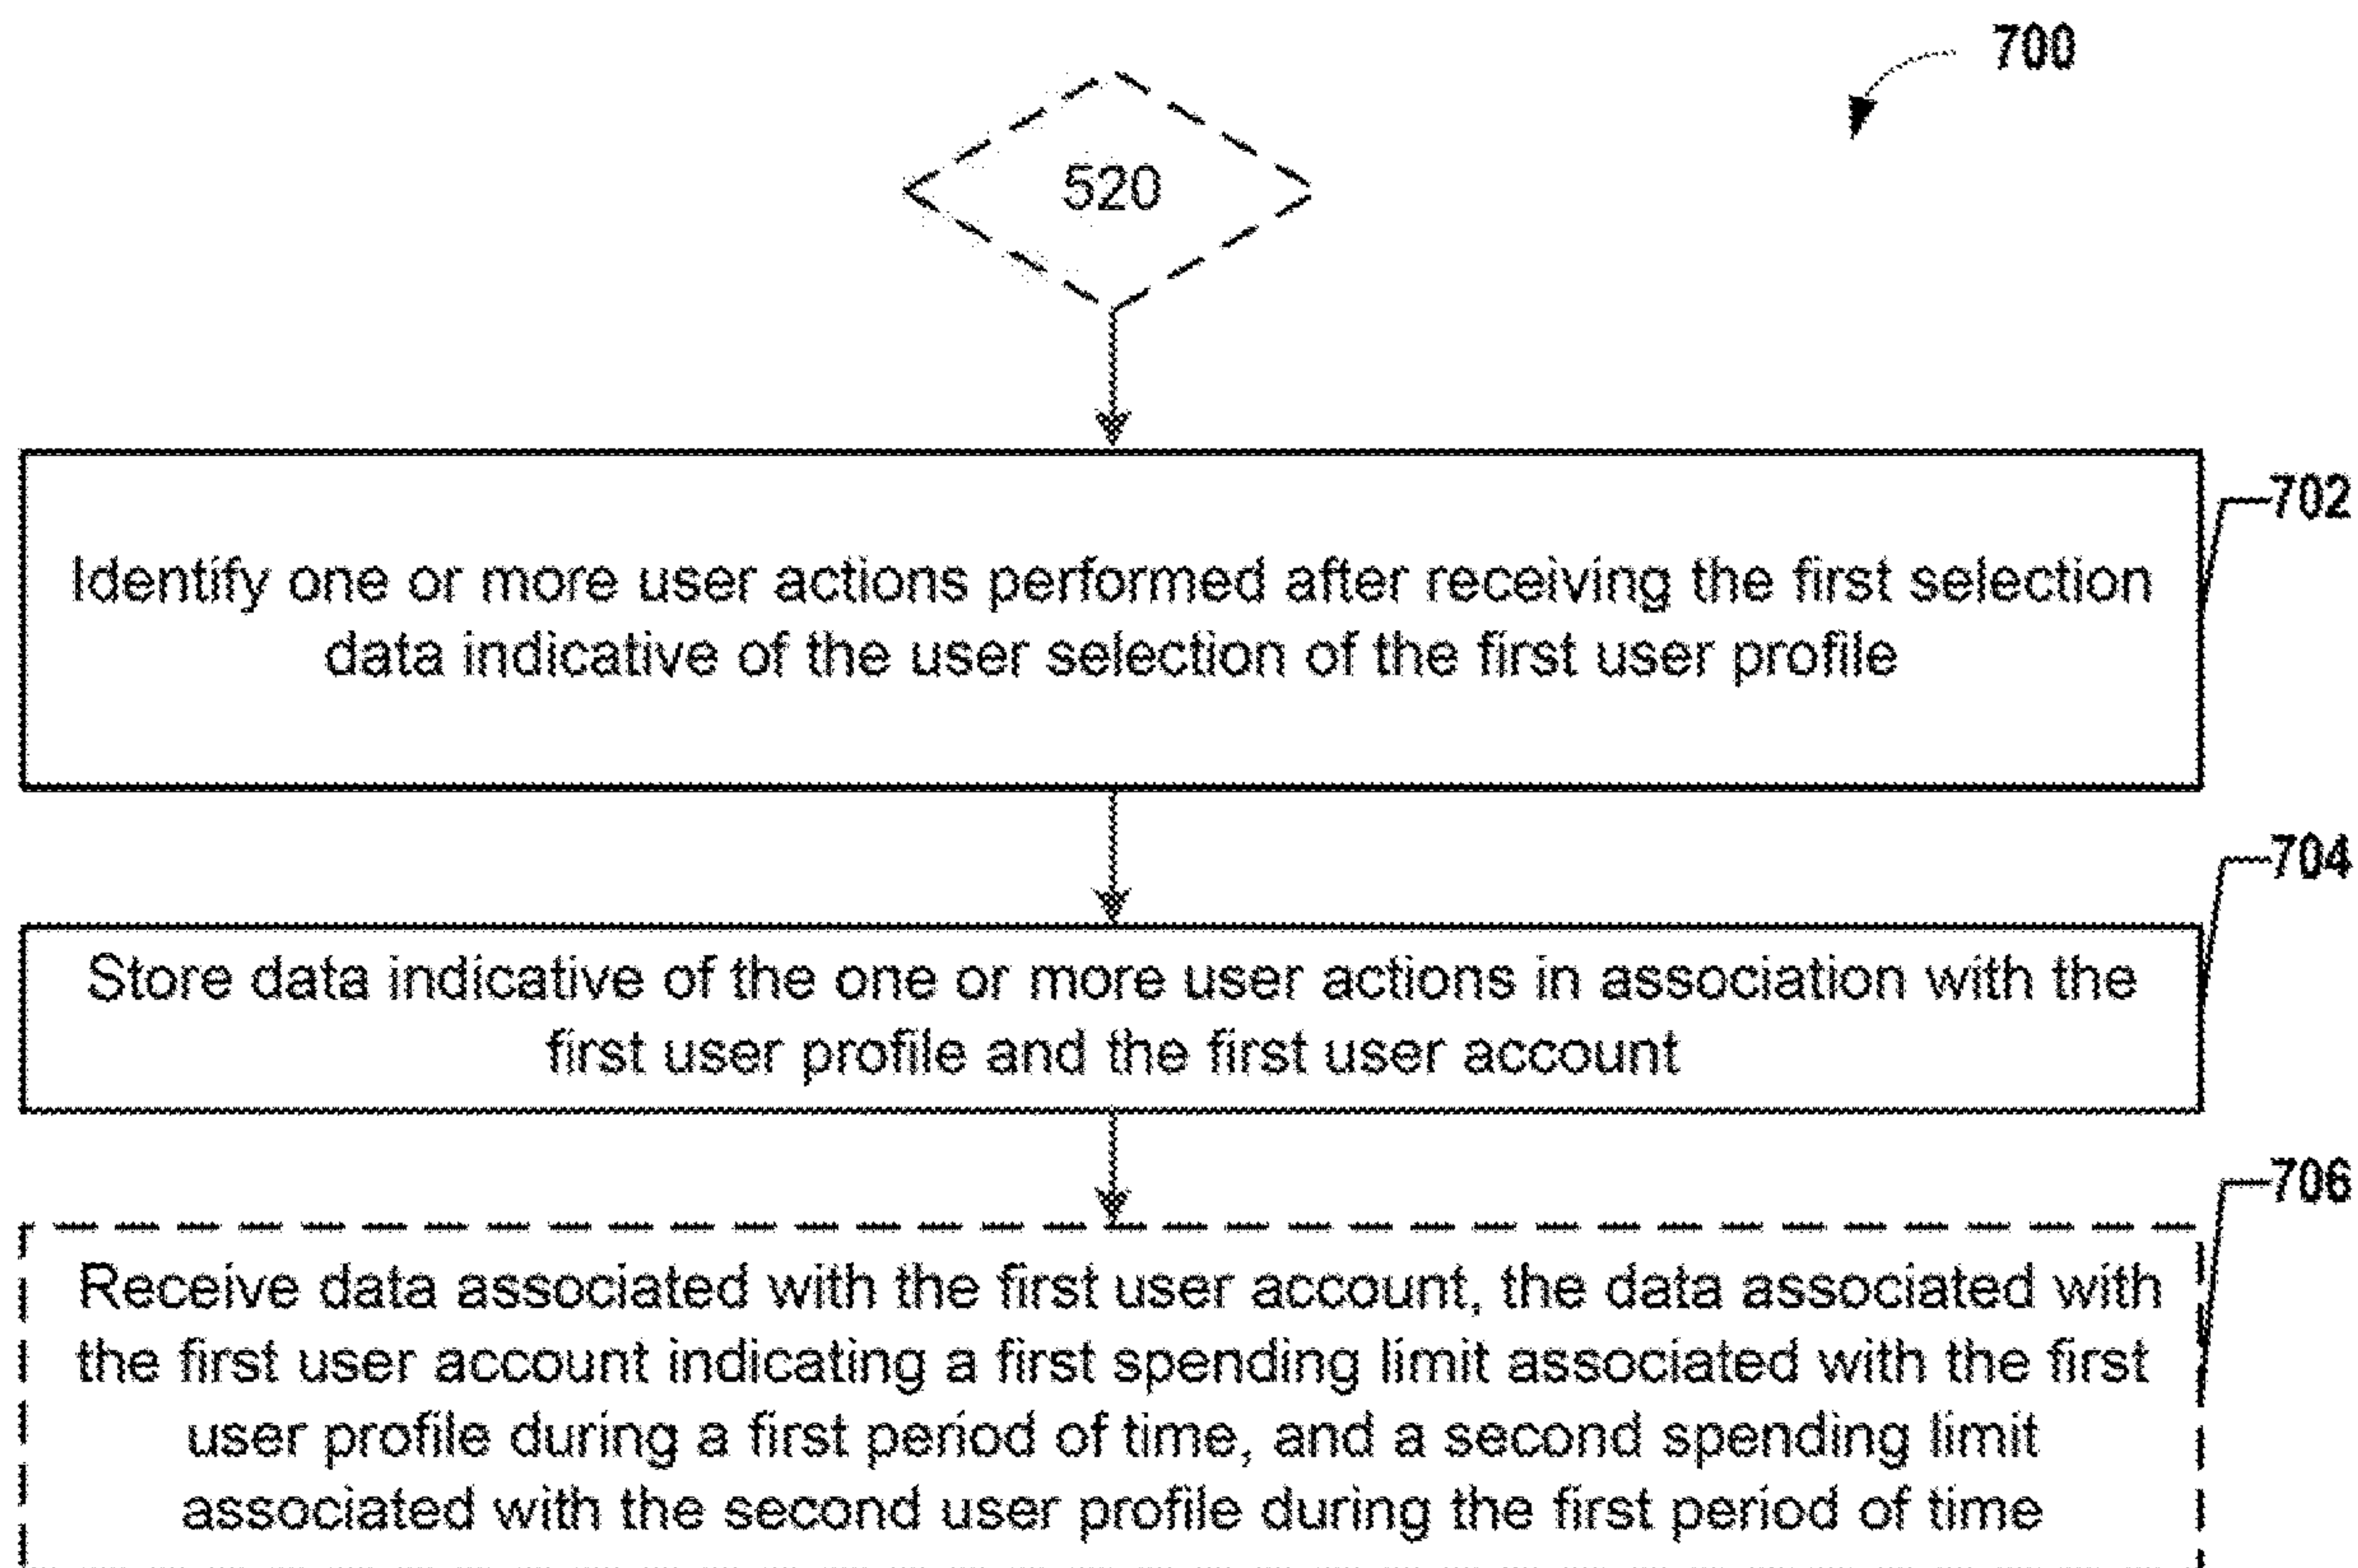 700
520
702
Identify one or more user actions performed after receiving the first selection
data indicative of the user selection of the first user profile
704
Store data indicative of the one or more user actions in association with the
first user profile and the first user account
706
Receive data associated with the first user account, the data associated with
the first user account indicating a first spending limit associated with the first
user profile during a first period of time, and a second spending limit
associated with the second user profile during the first period of time